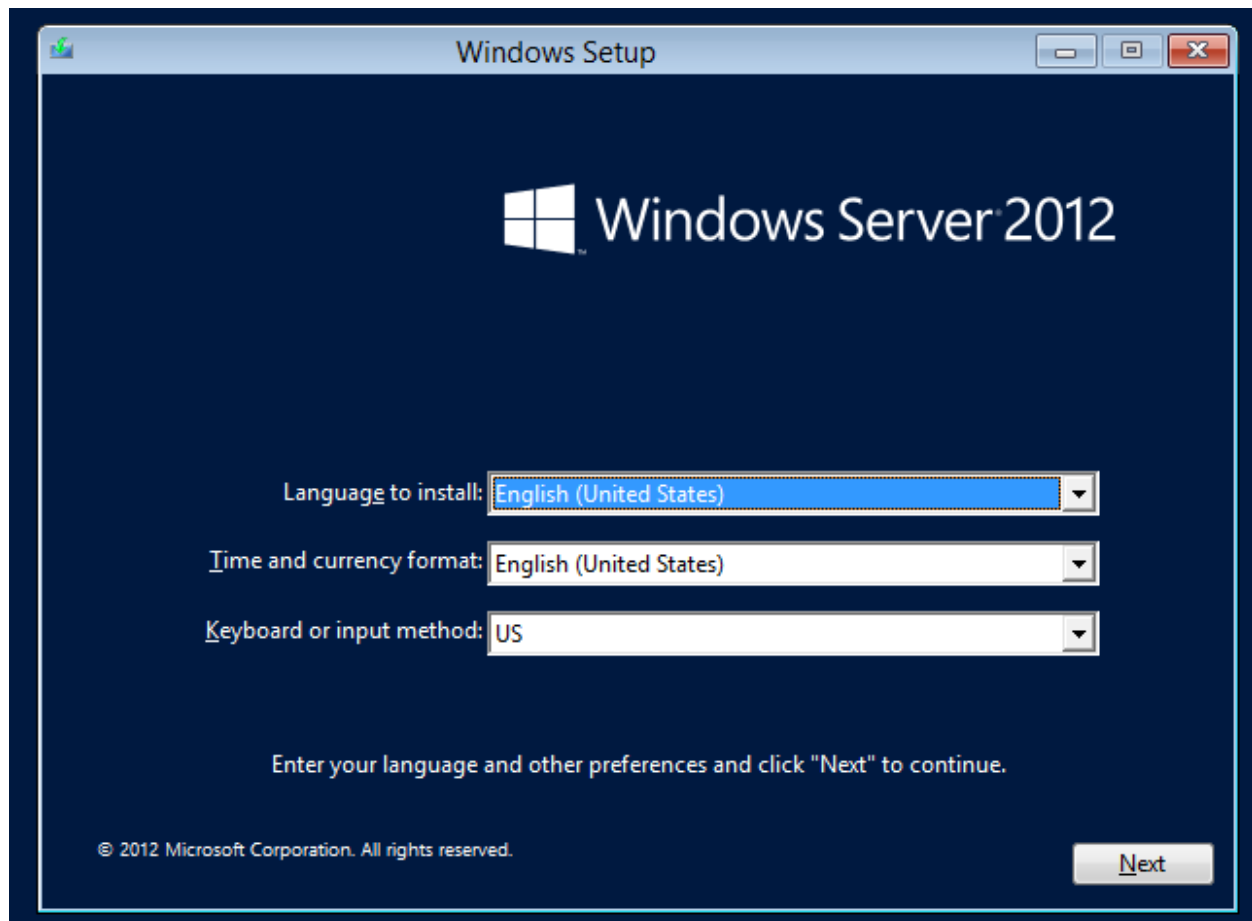 Windows Setup
Windows Server 2012
Language to install: English (United States)
Time and currency format: English (United States)
Keyboard or input method: US
Enter your language and other preferences and click "Next" to continue.
© 2012 Microsoft Corporation. All rights reserved.
Next